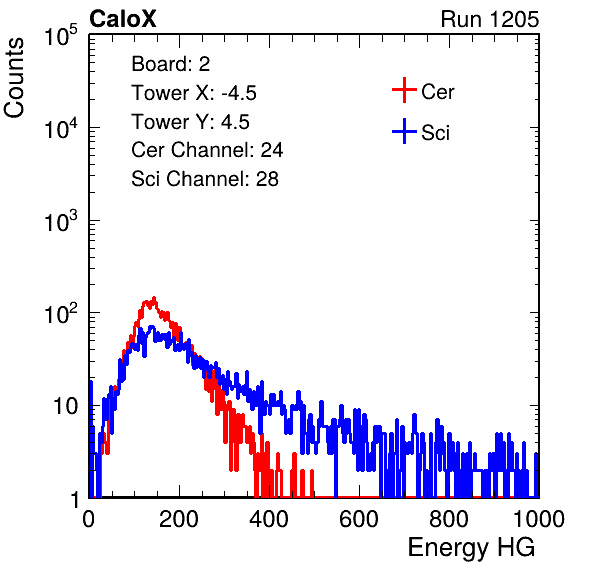 CaloX Run 1205
Counts
Board: 2
Tower X: -4.5
Tower Y: 4.5
Cer Channel: 24
Sci Channel: 28
Cer
Sci
10^5
10^4
10^3
10^2
10
1
0 200 400 600 800 1000
Energy HG